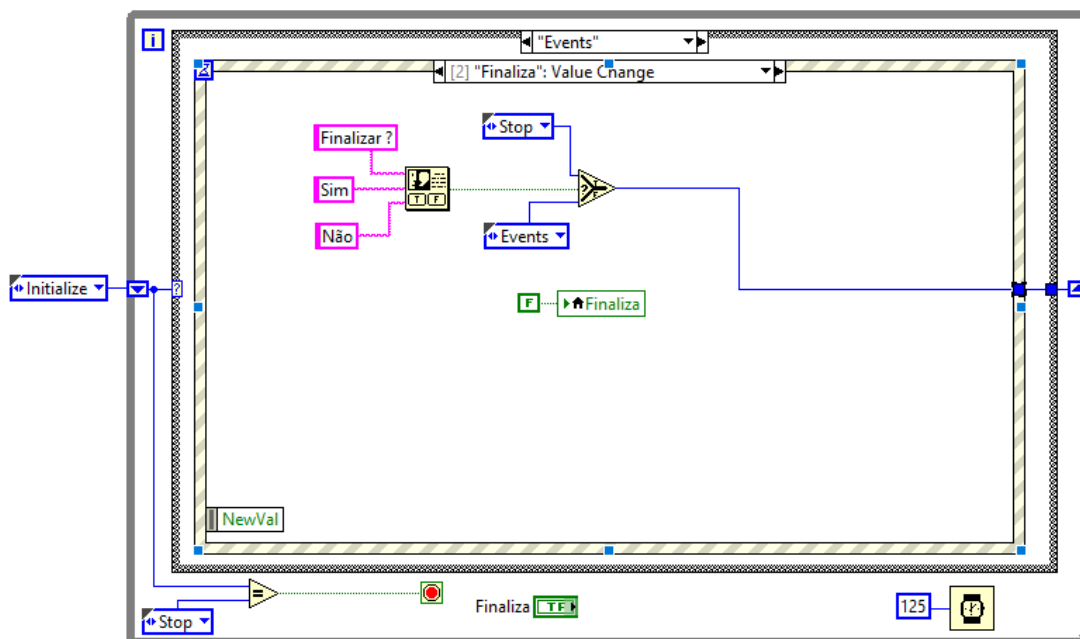 i
"Events"
[2] "Finaliza": Value Change
Finalizar ?
Stop
Sim
T F
?
T
F
Não
Events
Initialize
?
F
Finaliza
NewVal
=
Finaliza
TF
125
Stop